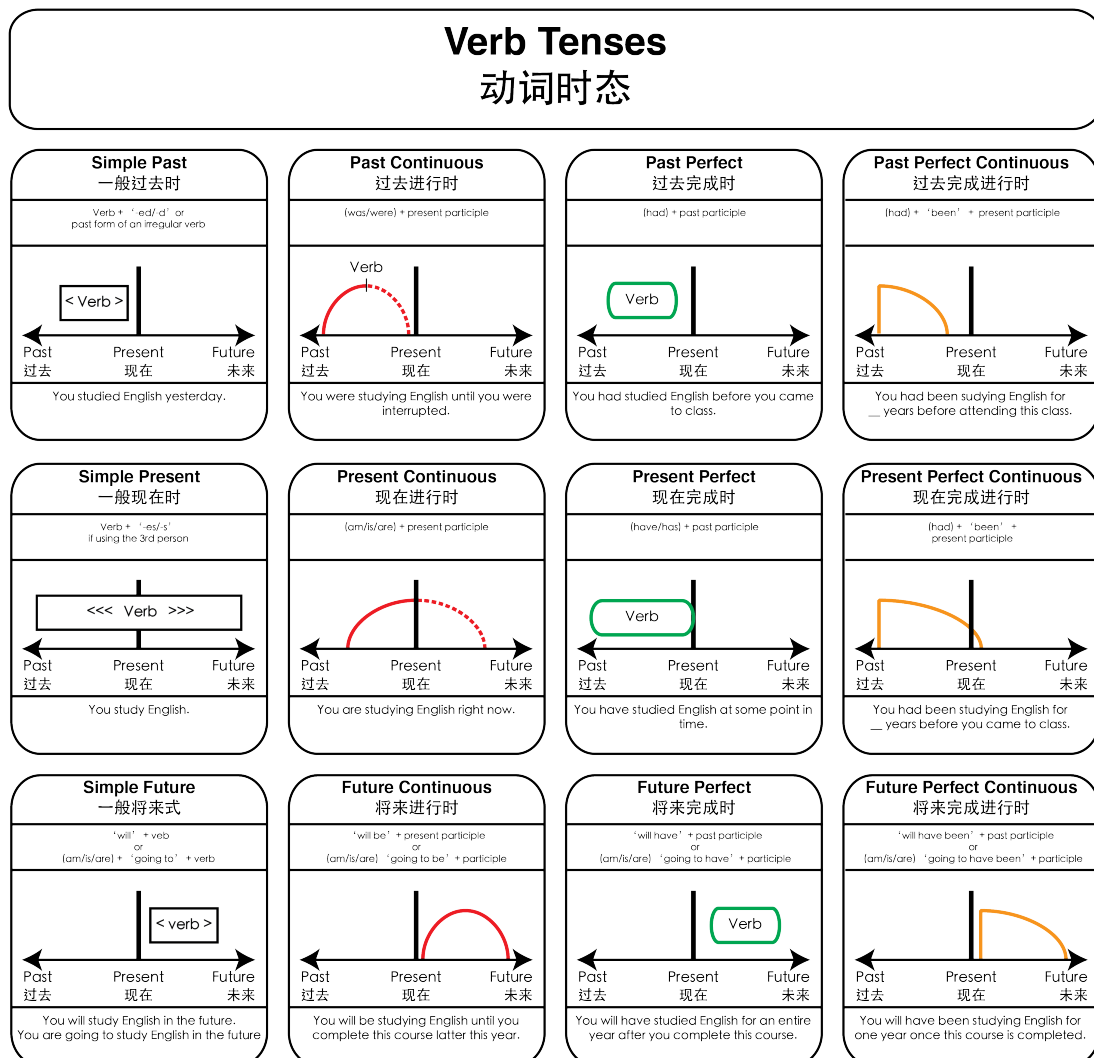 Verb Tenses
动词时态
Simple Past
一般过去时
Verb + ‘-ed/-d’ or
past form of an irregular verb
< Verb >
Past Present Future
过去 现在 未来
You studied English yesterday.
Past Continuous
过去进行时
(was/were) + present participle
Verb
Past Present Future
过去 现在 未来
You were studying English until you were
interrupted.
Past Perfect
过去完成时
(had) + past participle
Verb
Past Present Future
过去 现在 未来
You had studied English before you came
to class.
Past Perfect Continuous
过去完成进行时
(had) + ‘been’ + present participle
Past Present Future
过去 现在 未来
You had been sudying English for
__ years before attending this class.
Simple Present
一般现在时
Verb + ‘-es/-s’
if using the 3rd person
<<< Verb >>>
Past Present Future
过去 现在 未来
You study English.
Present Continuous
现在进行时
(am/is/are) + present participle
Past Present Future
过去 现在 未来
You are studying English right now.
Present Perfect
现在完成时
(have/has) + past participle
Verb
Past Present Future
过去 现在 未来
You have studied English at some point in
time.
Present Perfect Continuous
现在完成进行时
(had) + ‘been’ +
present participle
Past Present Future
过去 现在 未来
You had been studying English for
__ years before you came to class.
Simple Future
一般将来式
‘will’ + veb
or
(am/is/are) + ‘going to’ + verb
< verb >
Past Present Future
过去 现在 未来
You will study English in the future.
You are going to study English in the future
Future Continuous
将来进行时
‘will be’ + present participle
or
(am/is/are) ‘going to be’ + participle
Past Present Future
过去 现在 未来
You will be studying English until you
complete this course latter this year.
Future Perfect
将来完成时
‘will have’ + past participle
or
(am/is/are) ‘going to have’ + participle
Verb
Past Present Future
过去 现在 未来
You will have studied English for an entire
year after you complete this course.
Future Perfect Continuous
将来完成进行时
‘will have been’ + past participle
or
(am/is/are) ‘going to have been’ + participle
Past Present Future
过去 现在 未来
You will have been studying English for
one year once this course is completed.